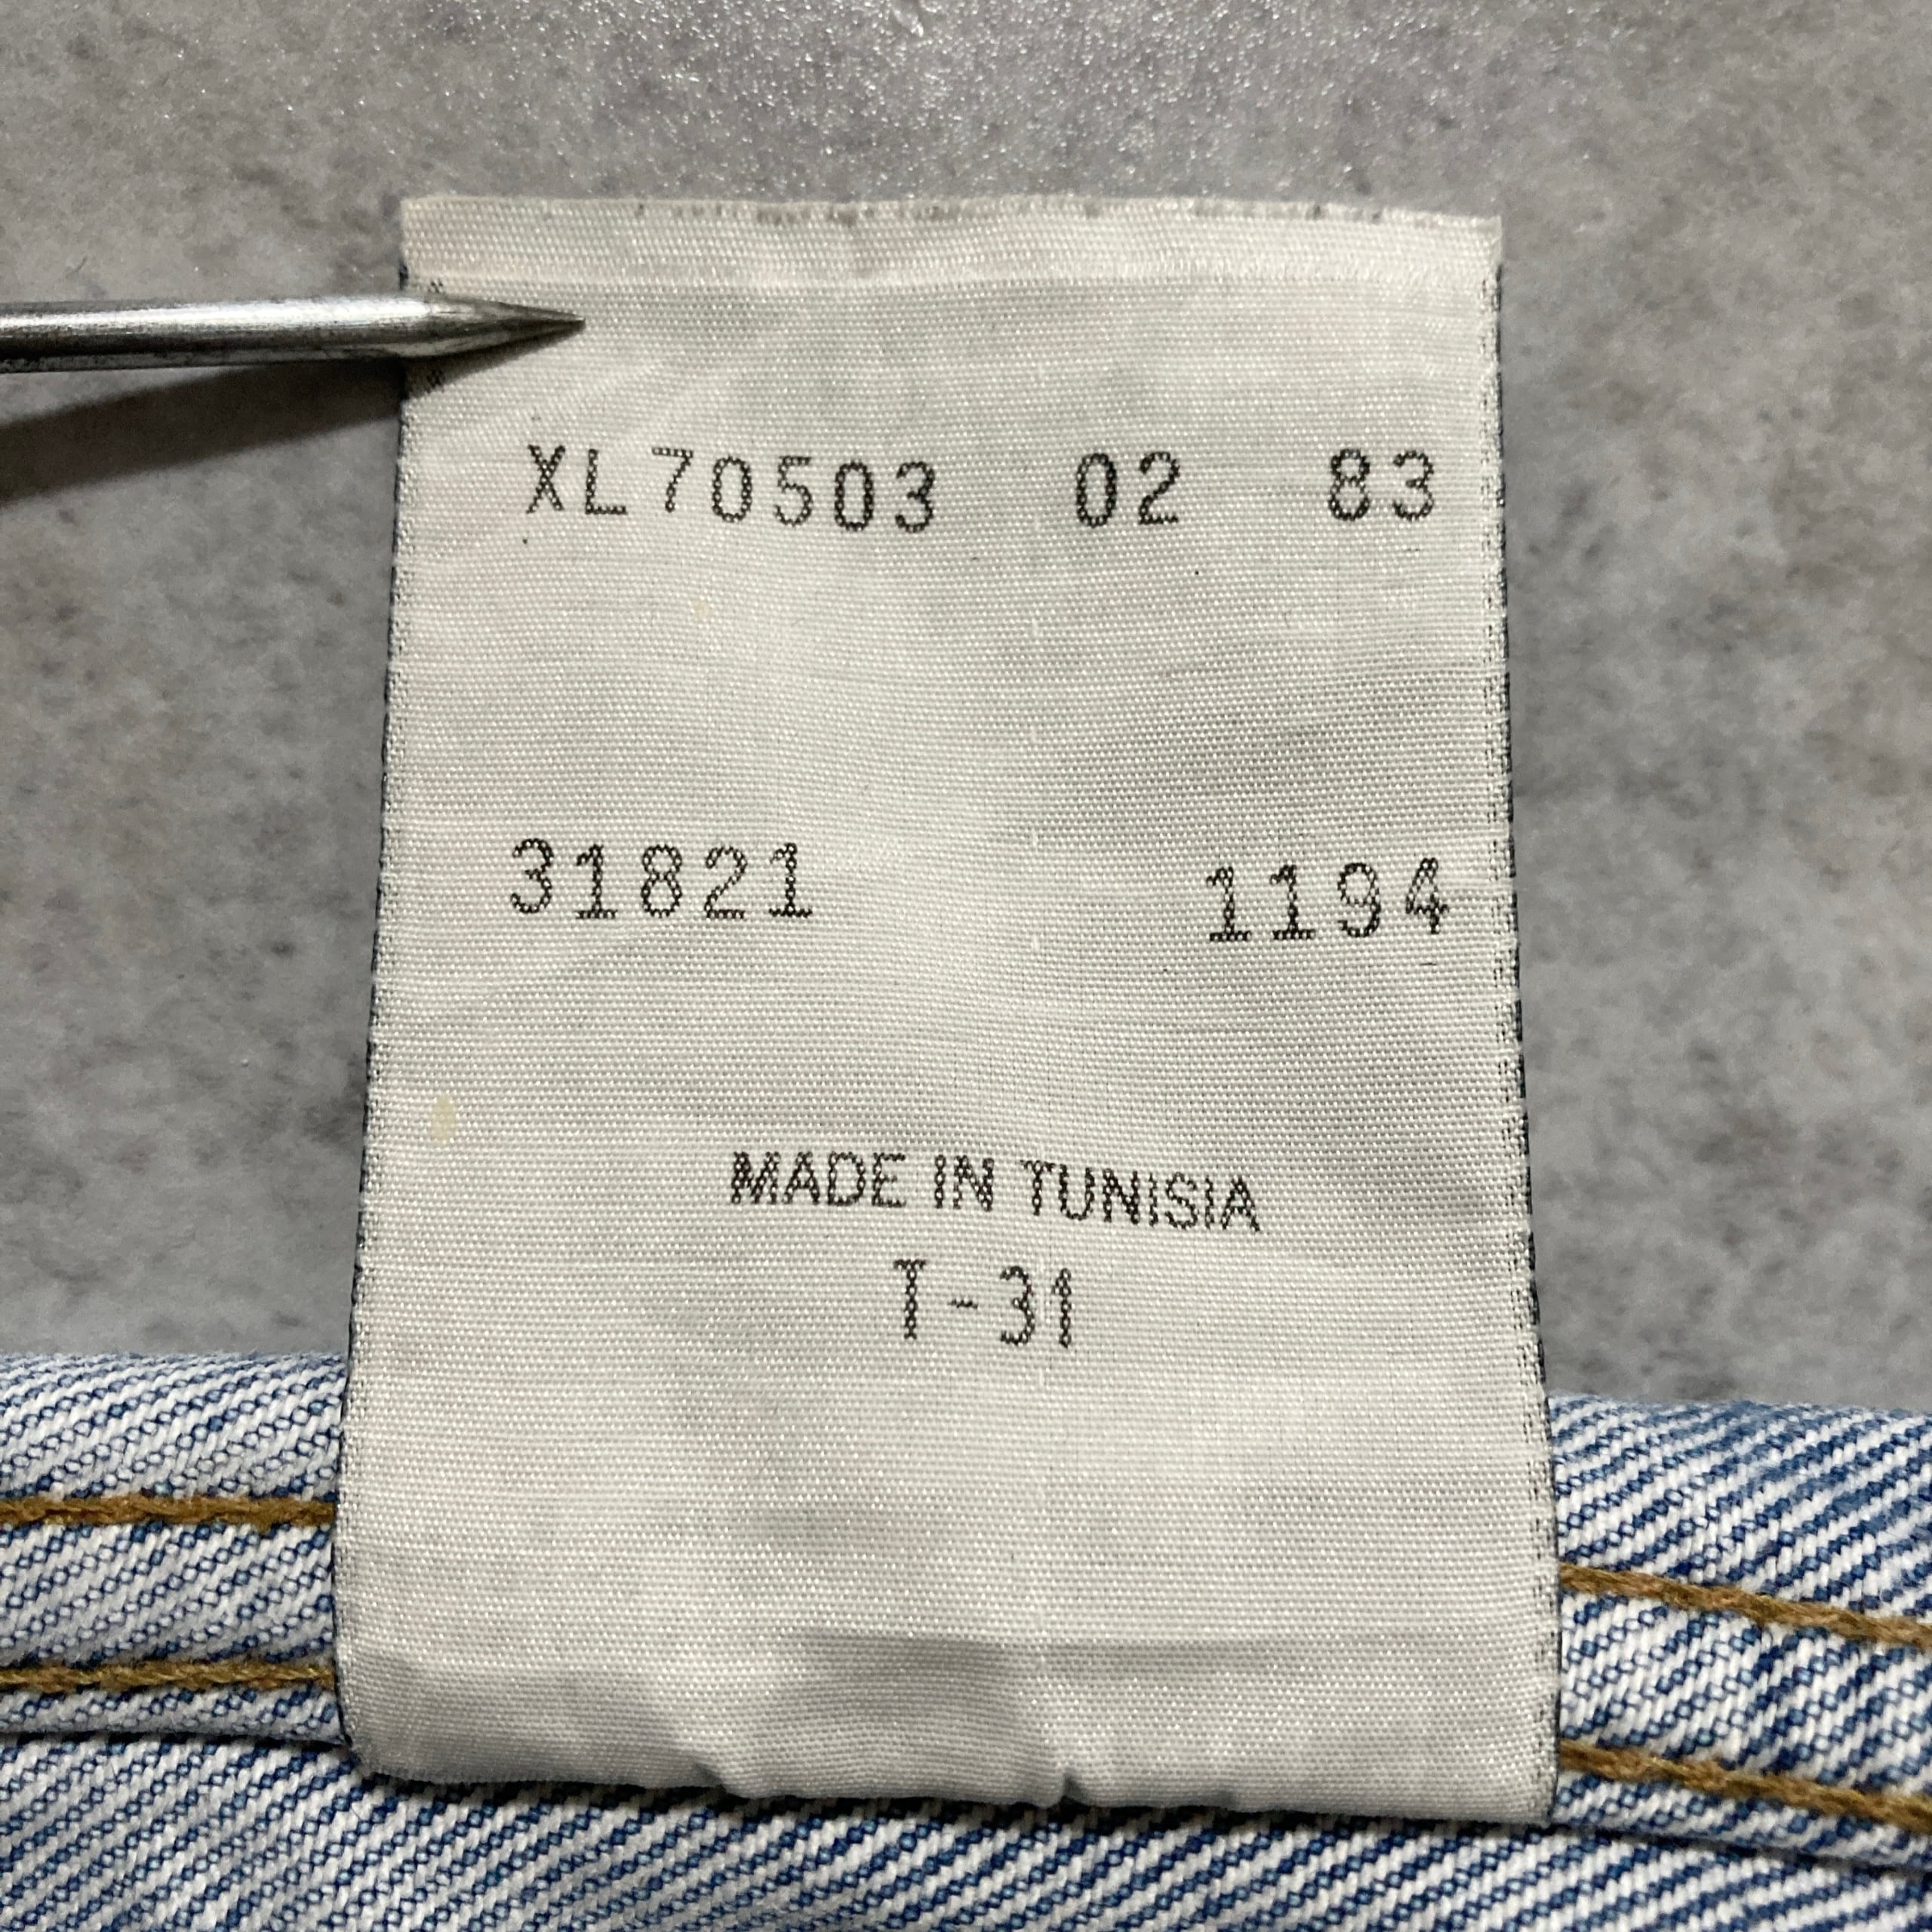 XL70503 02 83
31821 1194
MADE IN TUNISIA
T-31